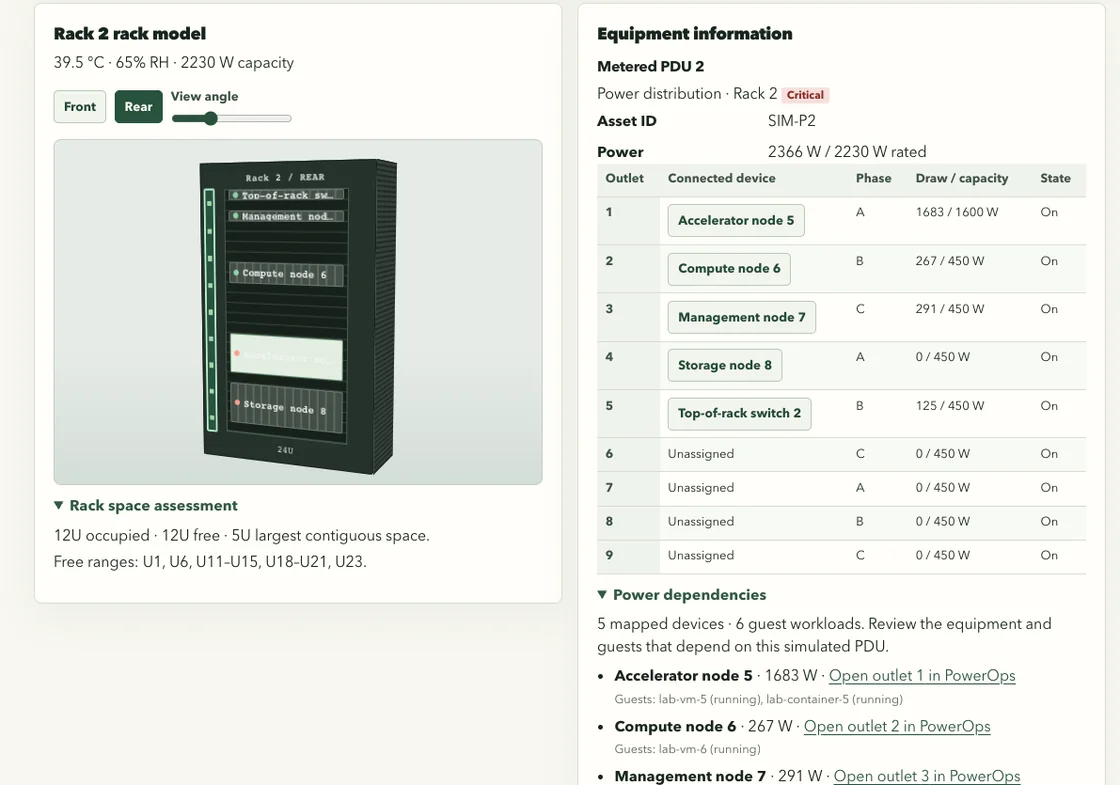 Rack 2 rack model
39.5 °C · 65% RH · 2230 W capacity
Front Rear View angle
Rack 2 / REAR
Top-of-rack sw…
Management nod…
Compute node 6
Storage node 8
24U
▼ Rack space assessment
12U occupied · 12U free · 5U largest contiguous space.
Free ranges: U1, U6, U11–U15, U18–U21, U23.
Equipment information
Metered PDU 2
Power distribution · Rack 2 Critical
Asset ID SIM-P2
Power 2366 W / 2230 W rated
Outlet Connected device Phase Draw / capacity State
1 Accelerator node 5 A 1683 / 1600 W On
2 Compute node 6 B 267 / 450 W On
3 Management node 7 C 291 / 450 W On
4 Storage node 8 A 0 / 450 W On
5 Top-of-rack switch 2 B 125 / 450 W On
6 Unassigned C 0 / 450 W On
7 Unassigned A 0 / 450 W On
8 Unassigned B 0 / 450 W On
9 Unassigned C 0 / 450 W On
▼ Power dependencies
5 mapped devices · 6 guest workloads. Review the equipment and
guests that depend on this simulated PDU.
• Accelerator node 5 · 1683 W · Open outlet 1 in PowerOps
Guests: lab-vm-5 (running), lab-container-5 (running)
• Compute node 6 · 267 W · Open outlet 2 in PowerOps
Guests: lab-vm-6 (running)
• Management node 7 · 291 W · Open outlet 3 in PowerOps